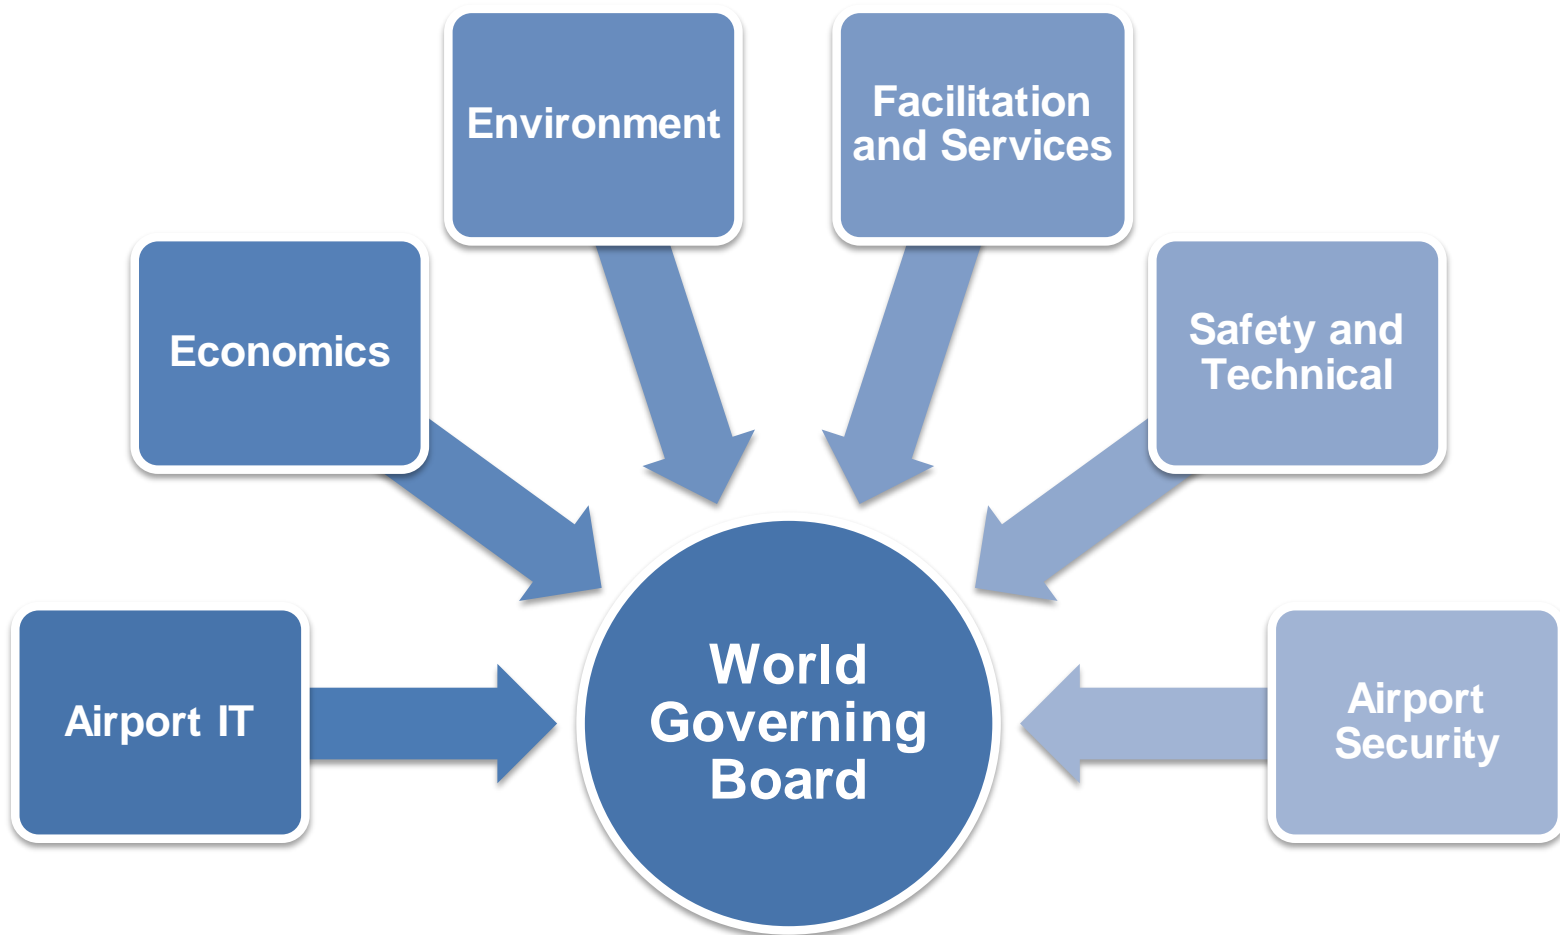 Environment
Facilitation
and Services
Economics
Safety and
Technical
Airport IT
World
Governing
Board
Airport
Security